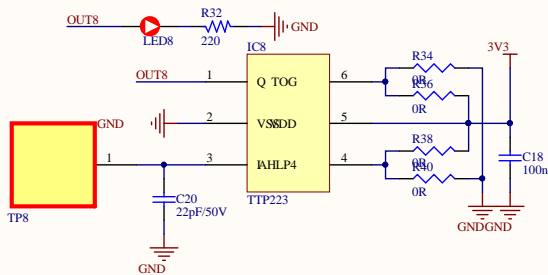 OUT8
LED8
R32
220
GND
IC8
OUT8
1
Q TOG
6
R34
0R
R36
0R
3V3
GND
2
VSS
VDD
5
1
3
I
AHLP4
4
R38
0R
R40
0R
C18
100n
C20
22pF/50V
TP8
TTP223
GND
GND
GND